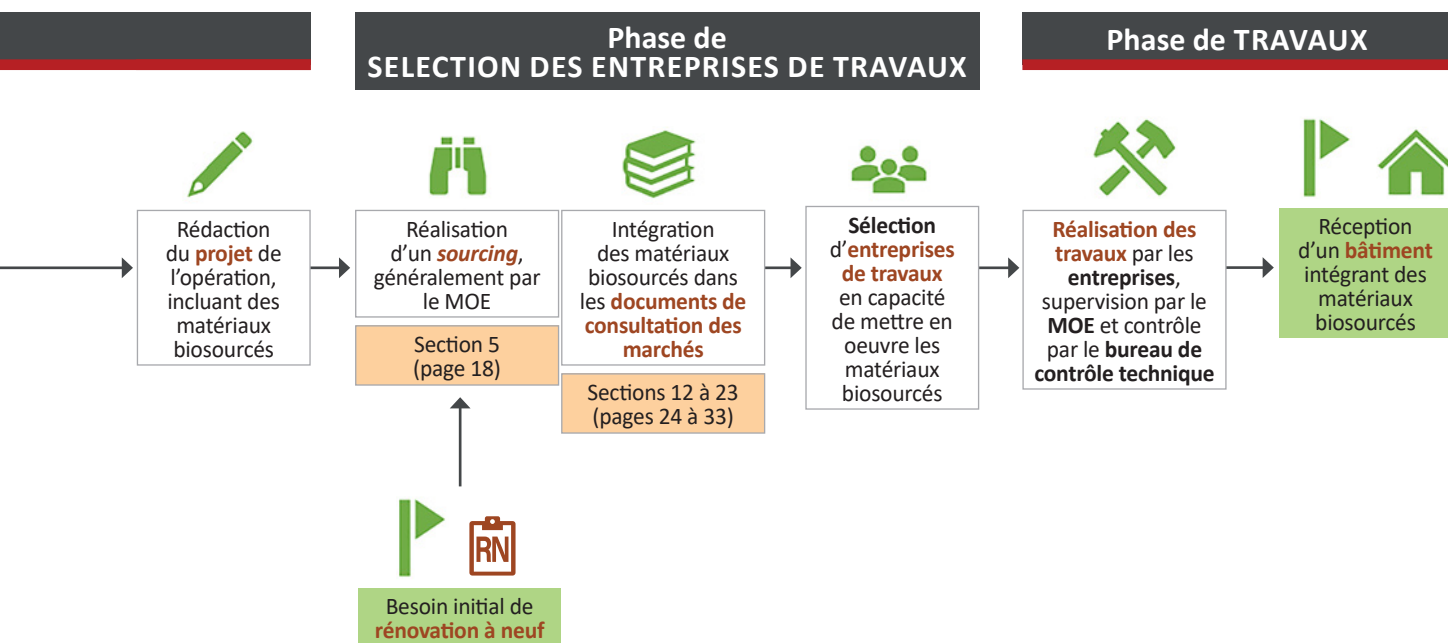 Phase de
SELECTION DES ENTREPRISES DE TRAVAUX
Phase de TRAVAUX
Rédaction
du projet de
l'opération,
incluant des
matériaux
biosourcés
Réalisation
d'un sourcing,
généralement par
le MOE
Section 5
(page 18)
Intégration
des matériaux
biosourcés dans
les documents de
consultation des
marchés
Sections 12 à 23
(pages 24 à 33)
Sélection
d'entreprises
de travaux
en capacité
de mettre en
oeuvre les
matériaux
biosourcés
Réalisation des
travaux par les
entreprises,
supervision par le
MOE et contrôle
par le bureau de
contrôle technique
Réception
d'un bâtiment
intégrant des
matériaux
biosourcés
RN
Besoin initial de
rénovation à neuf